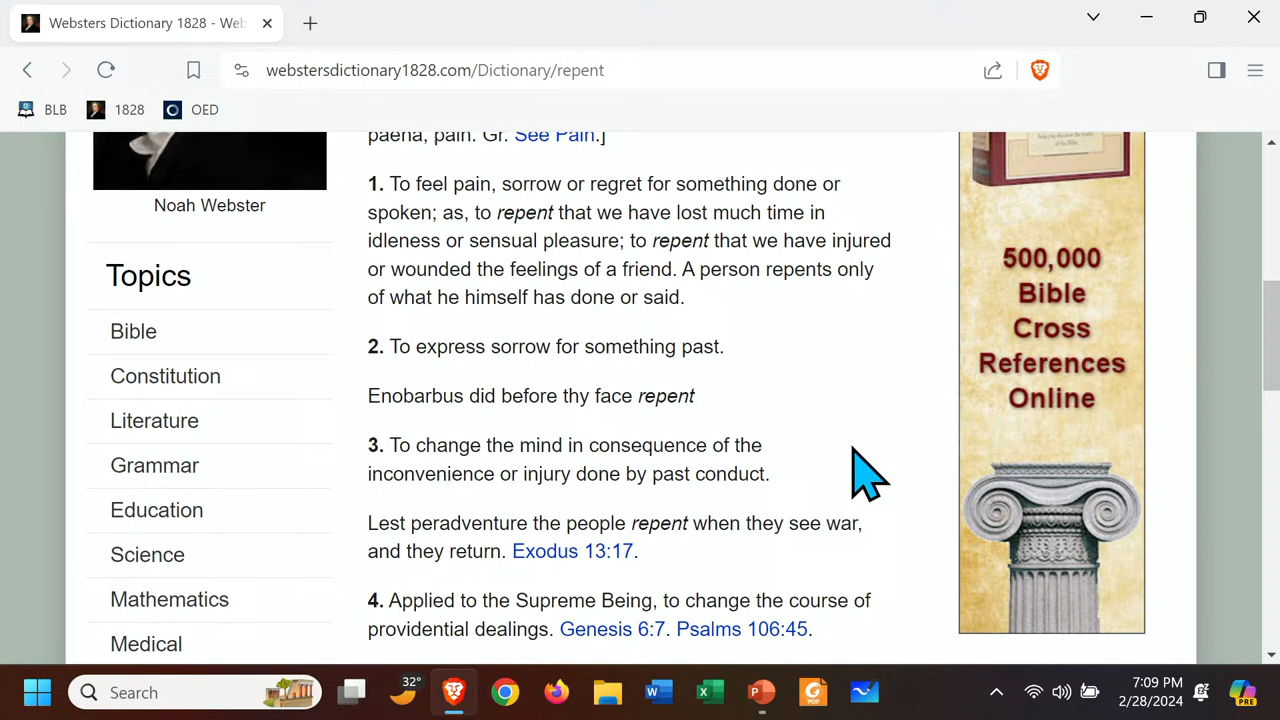 Websters Dictionary 1828 - Web
webstersdictionary1828.com/Dictionary/repent
BLB
1828
OED
paena, pain. Gr. See Pain.]
Noah Webster
Topics
Bible
Constitution
Literature
Grammar
Education
Science
Mathematics
Medical
1. To feel pain, sorrow or regret for something done or
spoken; as, to repent that we have lost much time in
idleness or sensual pleasure; to repent that we have injured
or wounded the feelings of a friend. A person repents only
of what he himself has done or said.
2. To express sorrow for something past.
Enobarbus did before thy face repent
3. To change the mind in consequence of the
inconvenience or injury done by past conduct.
Lest peradventure the people repent when they see war,
and they return. Exodus 13:17.
4. Applied to the Supreme Being, to change the course of
providential dealings. Genesis 6:7. Psalms 106:45.
500,000
Bible
Cross
References
Online
Search
32°
7:09 PM
2/28/2024
PRE